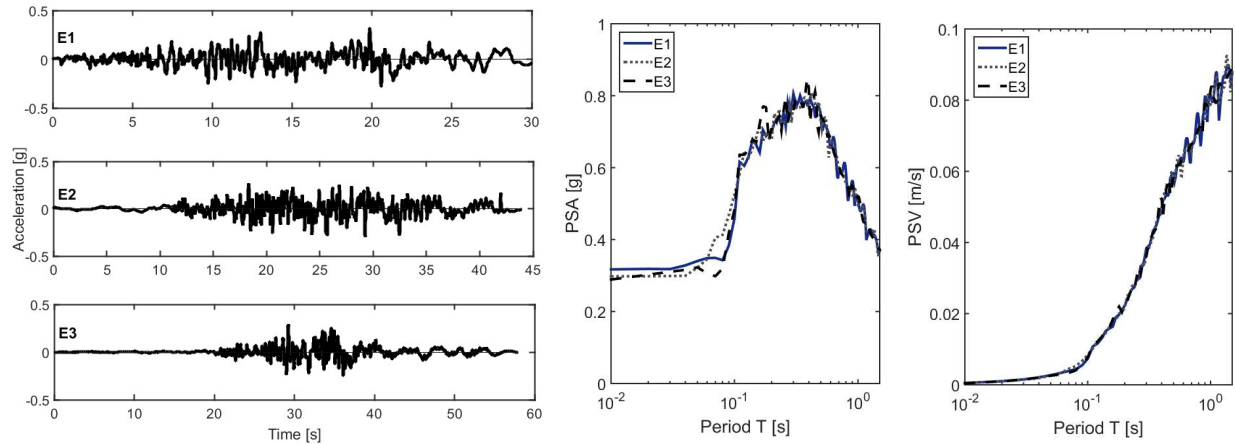 E1
0.5
0
-0.5
0 5 10 15 20 25 30
E2
0.5
0
-0.5
0 5 10 15 20 25 30 35 40 45
E3
0.5
0
-0.5
0 10 20 30 40 50 60
Acceleration [g]
Time [s]
E1
E2
E3
1
0.8
0.6
0.4
0.2
0
10-2 10-1 100
PSA [g]
Period T [s]
E1
E2
E3
0.1
0.08
0.06
0.04
0.02
0
10-2 10-1 100
PSV [m/s]
Period T [s]